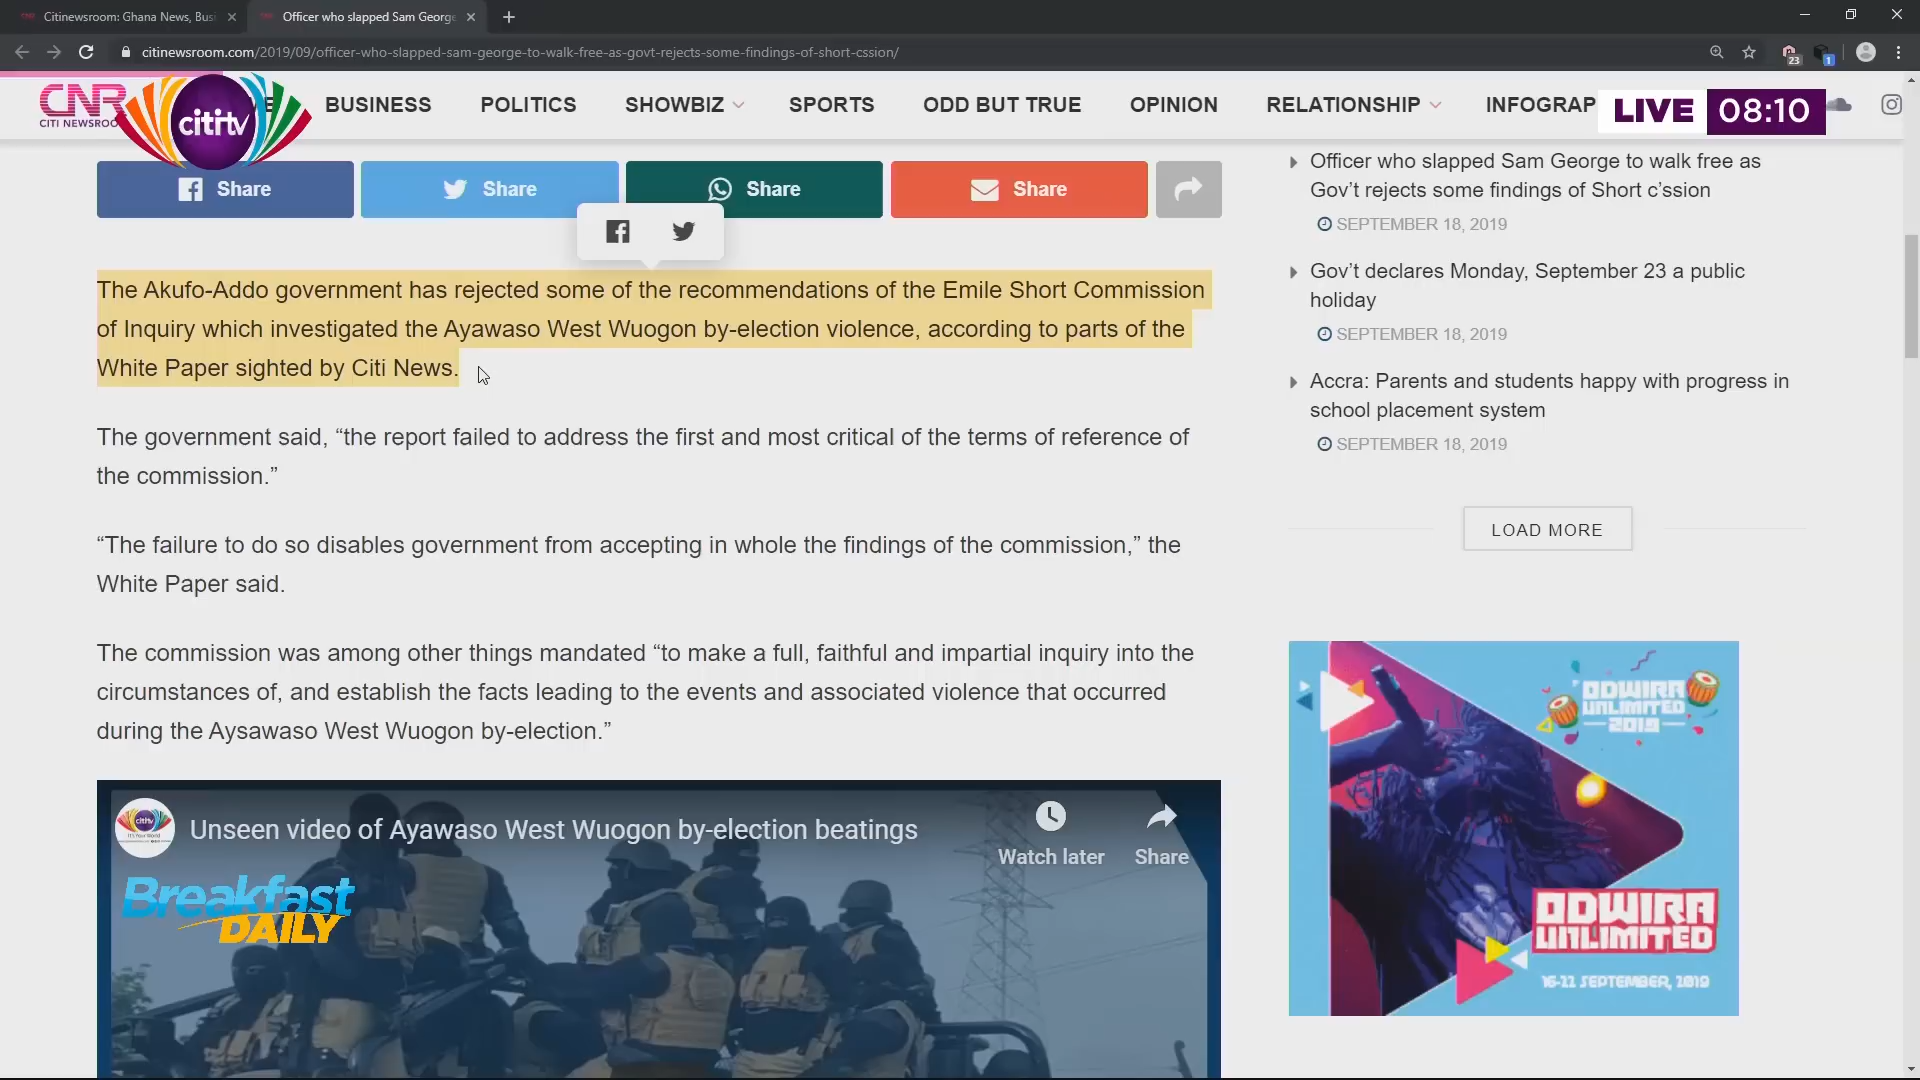 Citinewsroom: Ghana News, Busi
Officer who slapped Sam George
citinewsroom.com/2019/09/officer-who-slapped-sam-george-to-walk-free-as-govt-rejects-some-findings-of-short-cssion/
23
1
CNR
CITI NEWSROO
cititv
BUSINESS
POLITICS
SHOWBIZ
SPORTS
ODD BUT TRUE
OPINION
RELATIONSHIP
INFOGRAP
LIVE 08:10
Share
Share
Share
Share
The Akufo-Addo government has rejected some of the recommendations of the Emile Short Commission
of Inquiry which investigated the Ayawaso West Wuogon by-election violence, according to parts of the
White Paper sighted by Citi News.
The government said, “the report failed to address the first and most critical of the terms of reference of
the commission.”
“The failure to do so disables government from accepting in whole the findings of the commission,” the
White Paper said.
The commission was among other things mandated “to make a full, faithful and impartial inquiry into the
circumstances of, and establish the facts leading to the events and associated violence that occurred
during the Aysawaso West Wuogon by-election.”
cititv
Unseen video of Ayawaso West Wuogon by-election beatings
Watch later
Share
Breakfast
DAILY
Officer who slapped Sam George to walk free as
Gov’t rejects some findings of Short c’ssion
SEPTEMBER 18, 2019
Gov’t declares Monday, September 23 a public
holiday
SEPTEMBER 18, 2019
Accra: Parents and students happy with progress in
school placement system
SEPTEMBER 18, 2019
LOAD MORE
ODWIRA
UNLIMITED
2019
ODWIRA
UNLIMITED
16-22 SEPTEMBER, 2019